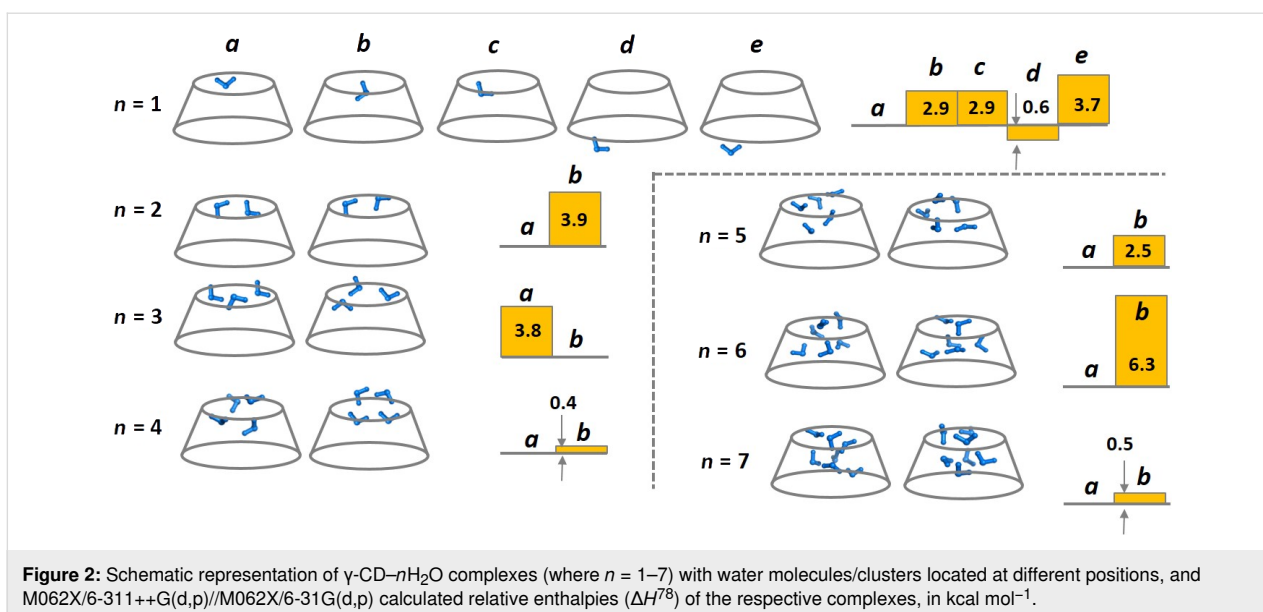 a b c d e
n = 1
a b 2.9 c 2.9 d 0.6 e 3.7
n = 2
a b 3.9
n = 3
a 3.8 b
n = 4
0.4
a b
n = 5
a b 2.5
n = 6
a b 6.3
n = 7
0.5
a b
Figure 2: Schematic representation of γ-CD–nH₂O complexes (where n = 1–7) with water molecules/clusters located at different positions, and
M062X/6-311++G(d,p)//M062X/6-31G(d,p) calculated relative enthalpies (ΔH⁷⁸) of the respective complexes, in kcal mol⁻¹.